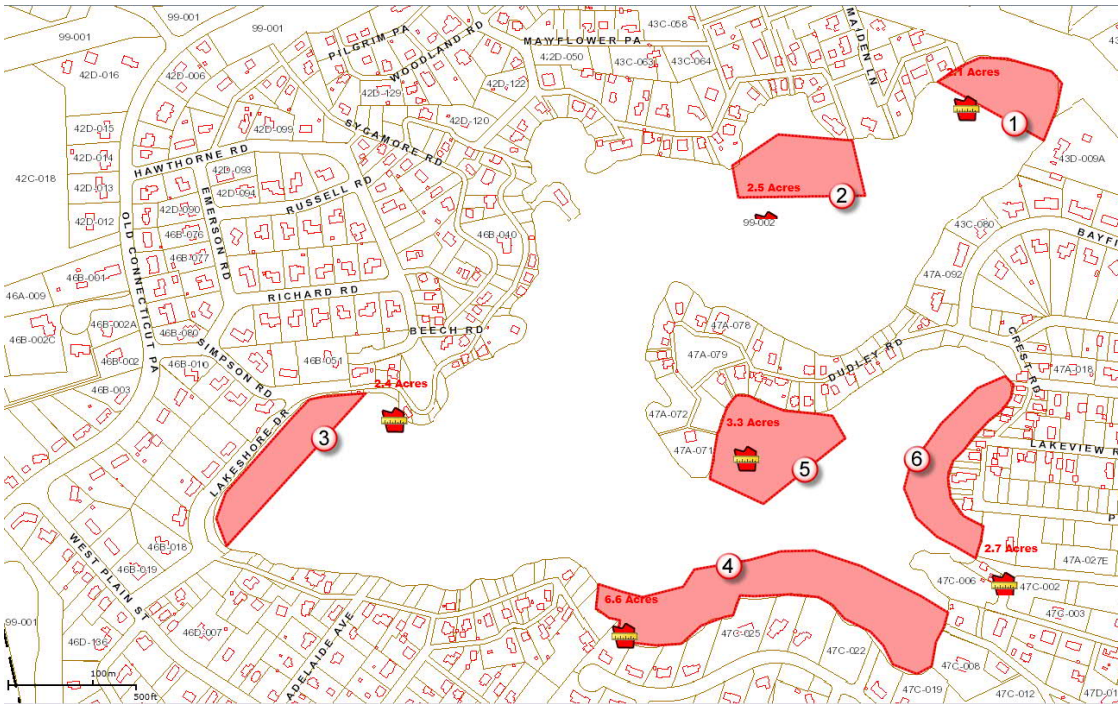 99-001
99-001
42D-016
42D-006
PILGRIM PA
WOODLAND RD
MAYFLOWER PA
43C-058
42D-050
43C-063
43C-064
MAIDEN LN
42D-122
42D-129
42D-120
42D-099
42D-015
42D-014
42D-013
42D-012
42C-018
HAWTHORNE RD
SYCAMORE RD
42D-093
42D-094
42D-090
RUSSELL RD
EMERSON RD
OLD CONNECTICUT PA
46B-076
46B-077
46B-040
46B-001
46A-009
RICHARD RD
BEECH RD
46B-002A
46B-002C
46B-002
46B-003
46B-080
46B-010
46B-051
SIMPSON RD
LAKESHORE DR
2.4 Acres
3
2.1 Acres
1
43D-009A
2.5 Acres
2
99-002
43C-080
47A-092
47A-078
47A-079
DUDLEY RD
CREST RD
47A-018
47A-072
47A-071
3.3 Acres
5
6
LAKEVIEW R
2.7 Acres
47A-027E
47C-006
47C-002
47C-003
4
6.6 Acres
47C-025
47C-022
47C-008
47C-019
47C-012
47D-01
46B-018
46B-019
WEST PLAIN ST
99-001
46D-136
46D-007
ADELAIDE AVE
100m
500ft